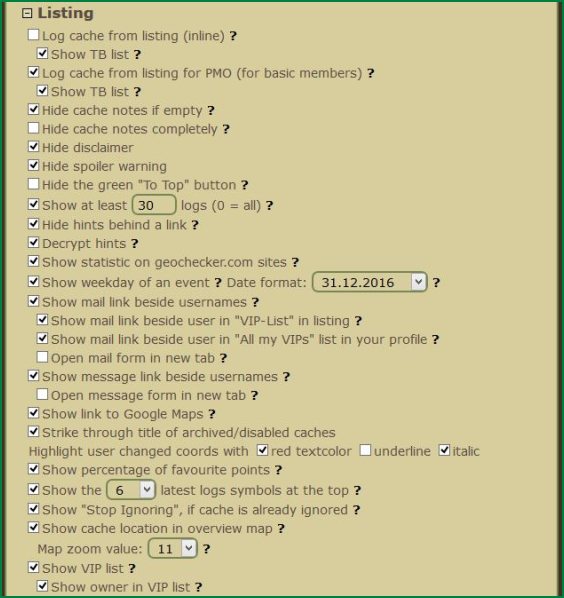 Listing
Log cache from listing (inline) ?
Show TB list ?
Log cache from listing for PMO (for basic members) ?
Show TB list ?
Hide cache notes if empty ?
Hide cache notes completely ?
Hide disclaimer
Hide spoiler warning
Hide the green "To Top" button ?
Show at least 30 logs (0 = all) ?
Hide hints behind a link ?
Decrypt hints ?
Show statistic on geochecker.com sites ?
Show weekday of an event ? Date format: 31.12.2016 ?
Show mail link beside usernames ?
Show mail link beside user in "VIP-List" in listing ?
Show mail link beside user in "All my VIPs" list in your profile ?
Open mail form in new tab ?
Show message link beside usernames ?
Open message form in new tab ?
Show link to Google Maps ?
Strike through title of archived/disabled caches
Highlight user changed coords with red textcolor underline italic
Show percentage of favourite points ?
Show the 6 latest logs symbols at the top ?
Show "Stop Ignoring", if cache is already ignored ?
Show cache location in overview map ?
Map zoom value: 11 ?
Show VIP list ?
Show owner in VIP list ?